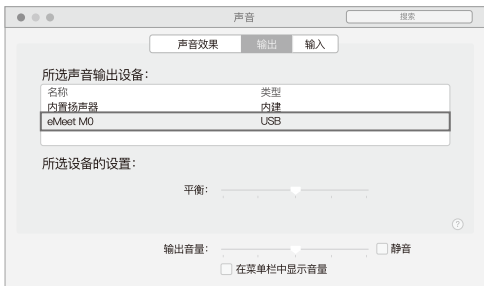 声音
搜索
声音效果 输出 输入
所选声音输出设备：
名称 类型
内置扬声器 内建
eMeet M0 USB
所选设备的设置：
平衡：
?
输出音量： 静音
在菜单栏中显示音量